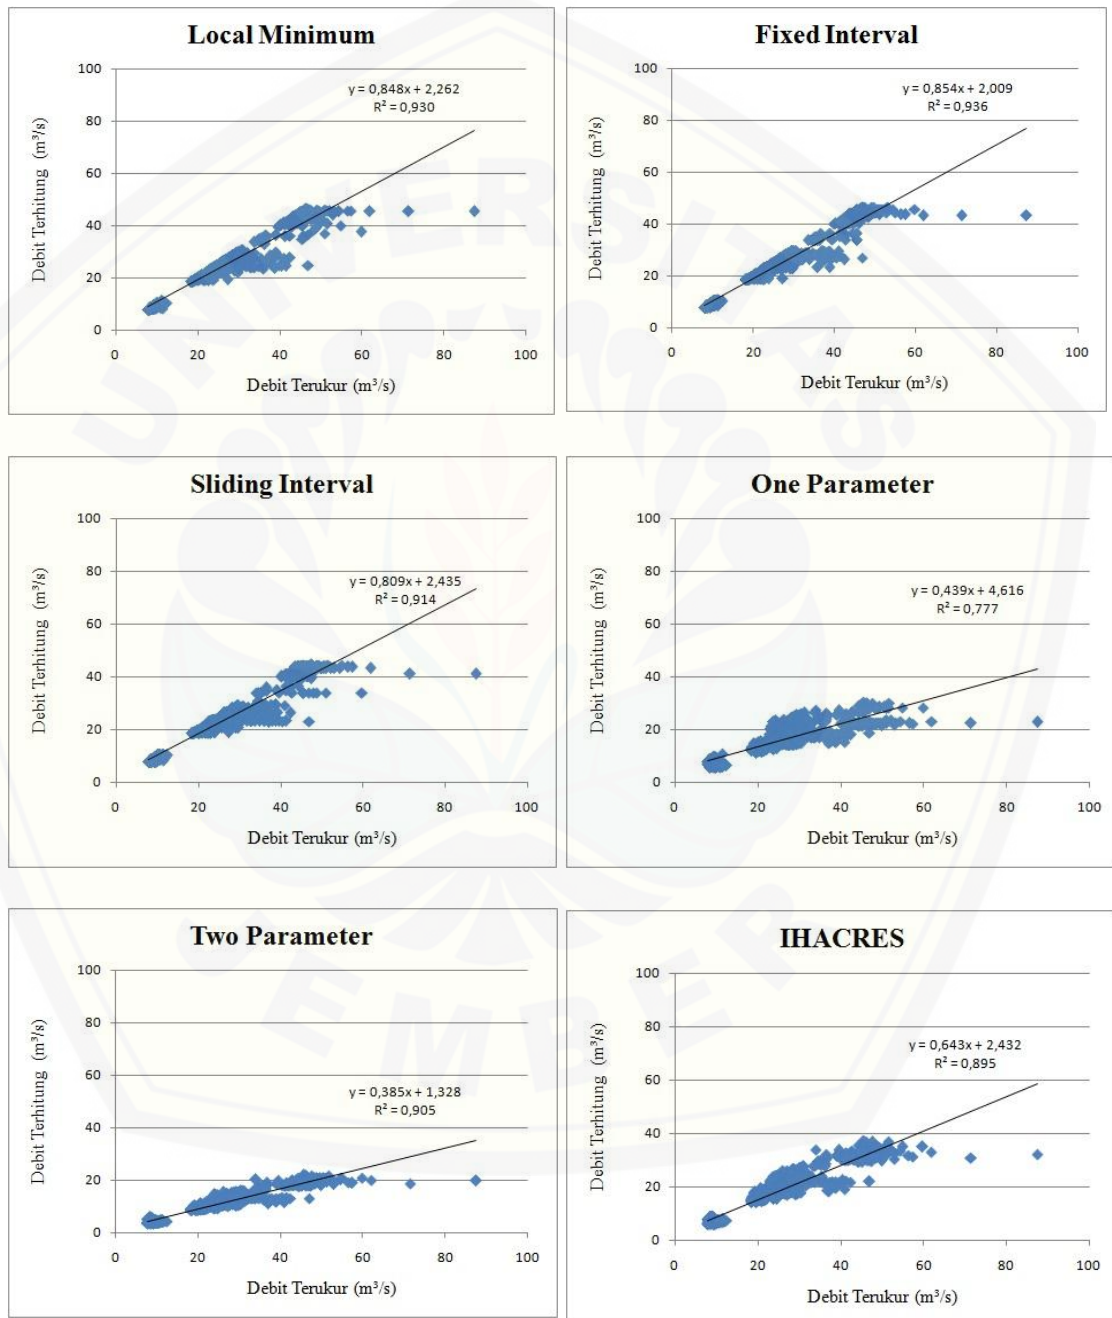 Local Minimum
y = 0,848x + 2,262
R² = 0,930
Debit Terhitung (m³/s)
100
80
60
40
20
0
0 20 40 60 80 100
Debit Terukur (m³/s)
Fixed Interval
y = 0,854x + 2,009
R² = 0,936
Debit Terhitung (m³/s)
100
80
60
40
20
0
0 20 40 60 80 100
Debit Terukur (m³/s)
Sliding Interval
y = 0,809x + 2,435
R² = 0,914
Debit Terhitung (m³/s)
100
80
60
40
20
0
0 20 40 60 80 100
Debit Terukur (m³/s)
One Parameter
y = 0,439x + 4,616
R² = 0,777
Debit Terhitung (m³/s)
100
80
60
40
20
0
0 20 40 60 80 100
Debit Terukur (m³/s)
Two Parameter
y = 0,385x + 1,328
R² = 0,905
Debit Terhitung (m³/s)
100
80
60
40
20
0
0 20 40 60 80 100
Debit Terukur (m³/s)
IHACRES
y = 0,643x + 2,432
R² = 0,895
Debit Terhitung (m³/s)
100
80
60
40
20
0
0 20 40 60 80 100
Debit Terukur (m³/s)
UNIVERSITAS
JEMBER